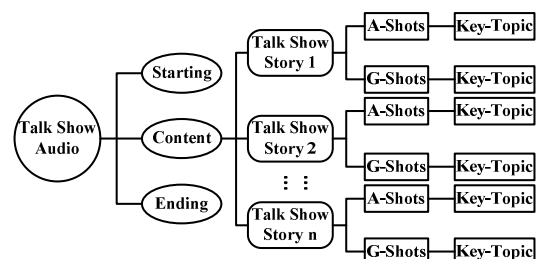 Talk Show
Audio
Starting
Content
Ending
Talk Show
Story 1
A-Shots
Key-Topic
G-Shots
Key-Topic
Talk Show
Story 2
A-Shots
Key-Topic
G-Shots
Key-Topic
Talk Show
Story n
A-Shots
Key-Topic
G-Shots
Key-Topic